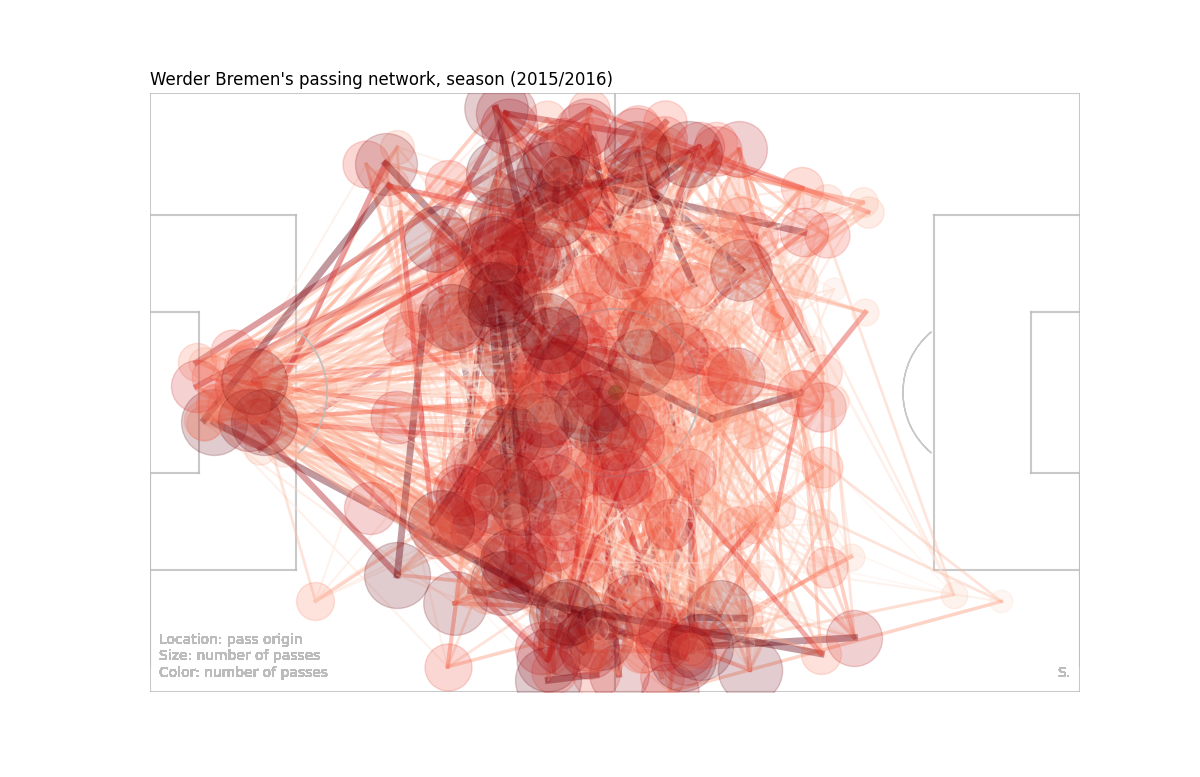 Werder Bremen's passing network, season (2015/2016)
Location: pass origin
Size: number of passes
Color: number of passes
S.